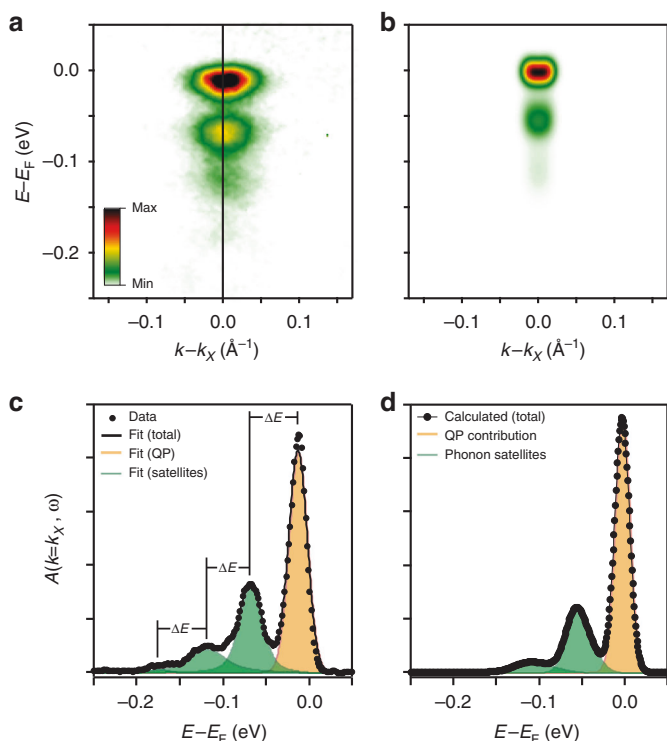 a
b
0.0
−0.1
−0.2
E−E_F (eV)
Max
Min
−0.1
0.0
0.1
k−k_X (Å⁻¹)
−0.1
0.0
0.1
k−k_X (Å⁻¹)
c
d
Data
Fit (total)
Fit (QP)
Fit (satellites)
ΔE
ΔE
ΔE
Calculated (total)
QP contribution
Phonon satellites
A(k=k_X, ω)
−0.2
−0.1
0.0
E−E_F (eV)
−0.2
−0.1
0.0
E−E_F (eV)